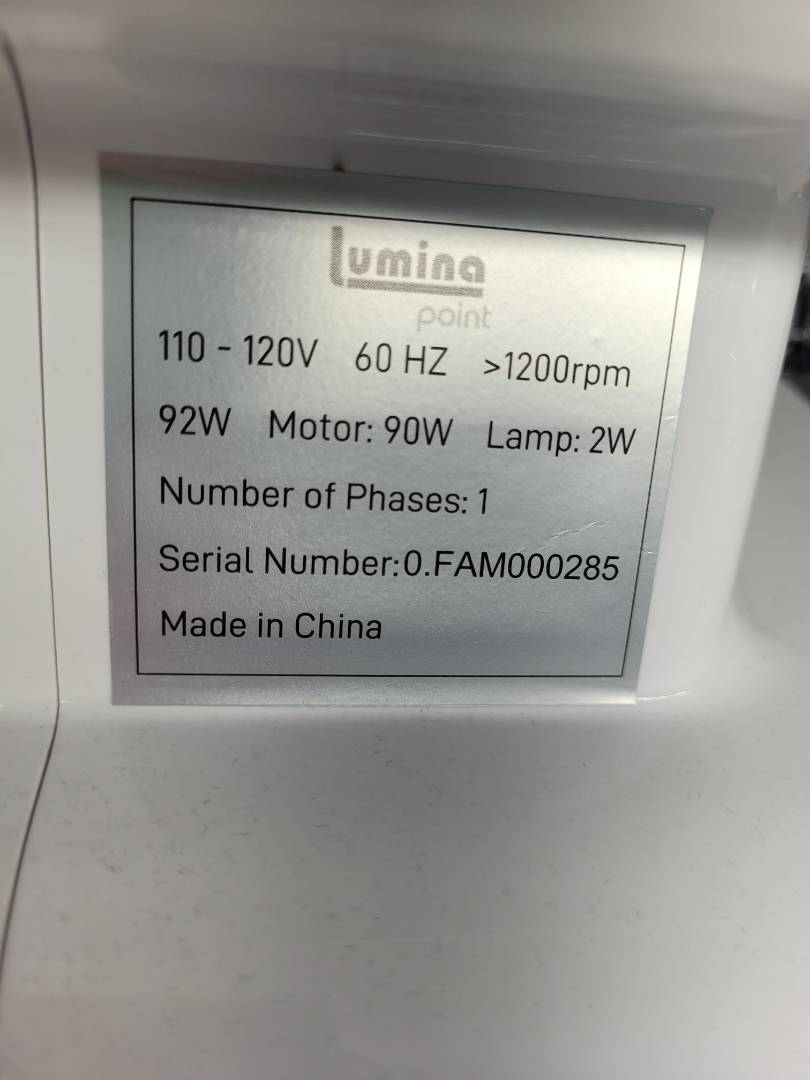 Lumina
point
110 - 120V 60 HZ >1200rpm
92W Motor: 90W Lamp: 2W
Number of Phases: 1
Serial Number:0.FAM000285
Made in China